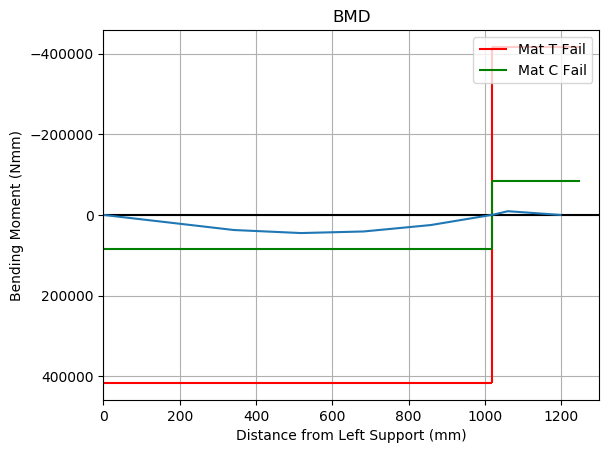 BMD
Mat T Fail
Mat C Fail
−400000
−200000
0
200000
400000
Bending Moment (Nmm)
0 200 400 600 800 1000 1200
Distance from Left Support (mm)